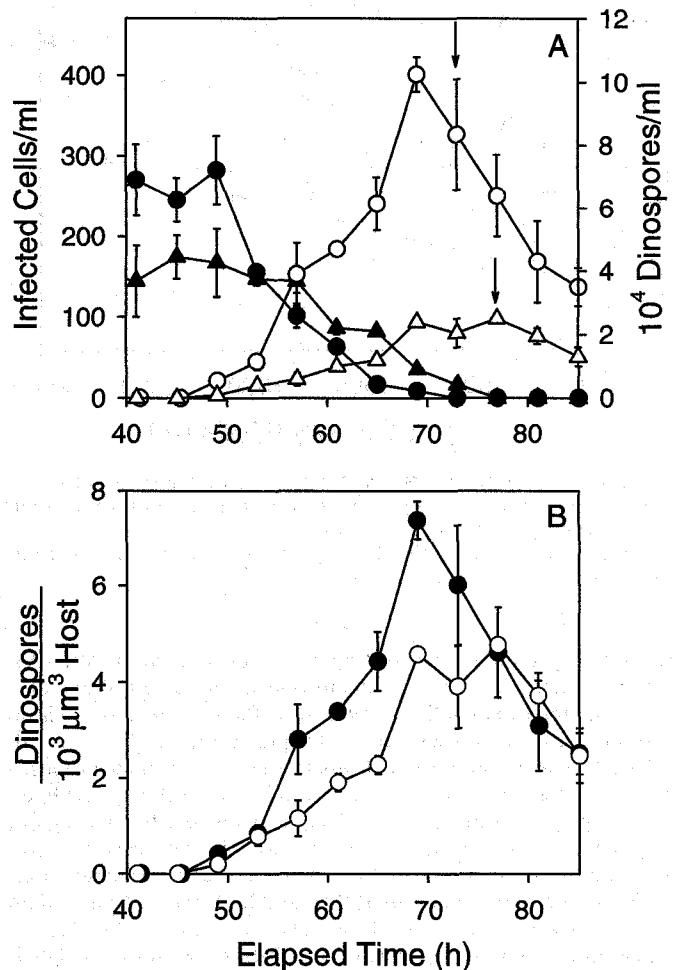 A
Infected Cells/ml
400
300
200
100
0
12
10
8
6
4
2
0
10⁴ Dinospores/ml
40 50 60 70 80
B
Dinospores
10³ μm³ Host
8
6
4
2
0
40 50 60 70 80
Elapsed Time (h)